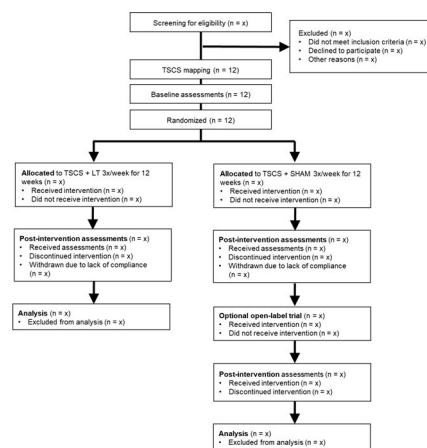 Screening for eligibility (n = x)
Excluded (n = x)
• Did not meet inclusion criteria (n = x)
• Declined to participate (n = x)
• Other reasons (n = x)
TSCS mapping (n = 12)
Baseline assessments (n = 12)
Randomized (n = 12)
Allocated to TSCS + LT 3x/week for 12
weeks (n = x)
• Received intervention (n = x)
• Did not receive intervention (n = x)
Allocated to TSCS + SHAM 3x/week for 12
weeks (n = x)
• Received intervention (n = x)
• Did not receive intervention (n = x)
Post-intervention assessments (n = x)
• Received assessments (n = x)
• Discontinued intervention (n = x)
• Withdrawn due to lack of compliance
(n = x)
Post-intervention assessments (n = x)
• Received assessments (n = x)
• Discontinued intervention (n = x)
• Withdrawn due to lack of compliance
(n = x)
Analysis (n = x)
• Excluded from analysis (n = x)
Optional open-label trial (n = x)
• Received intervention (n = x)
• Did not receive intervention (n = x)
Post-intervention assessments (n = x)
• Received intervention (n = x)
• Discontinued intervention (n = x)
Analysis (n = x)
• Excluded from analysis (n = x)